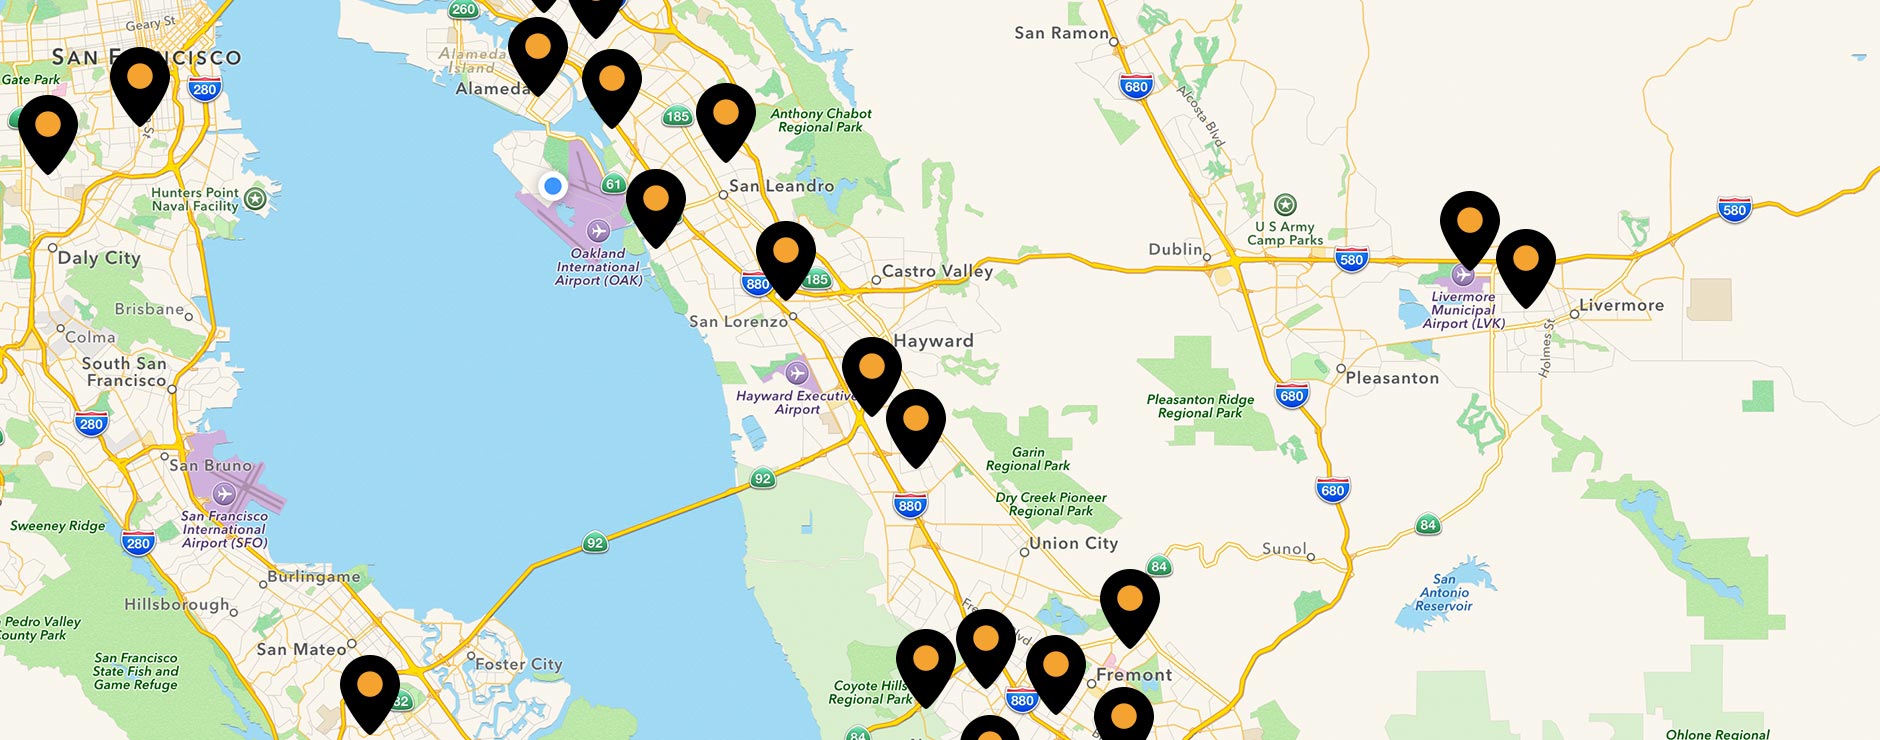 Geary St
SAN FRANCISCO
Gate Park
280
St
Hunters Point
Naval Facility
Daly City
Brisbane
Colma
South San
Francisco
280
San Bruno
San Francisco
International
Airport (SFO)
Sweeney Ridge
280
Burlingame
Hillsborough
Pedro Valley
County Park
San Mateo
San Francisco
State Fish and
Game Refuge
Foster City
82
92
92
260
Alameda
Island
Alameda
185
Anthony Chabot
Regional Park
61
San Leandro
Oakland
International
Airport (OAK)
880
185
Castro Valley
San Lorenzo
Hayward
Hayward Executive
Airport
Garin
Regional Park
Dry Creek Pioneer
Regional Park
880
Union City
84
Fremont
Coyote Hills
Regional Park
880
84
San Ramon
680
Alcosta Blvd
Dublin
U S Army
Camp Parks
580
580
Livermore
Municipal
Airport (LVK)
Livermore
Holmes St
Pleasanton
680
Pleasanton Ridge
Regional Park
680
84
Sunol
San
Antonio
Reservoir
Ohlone Regional